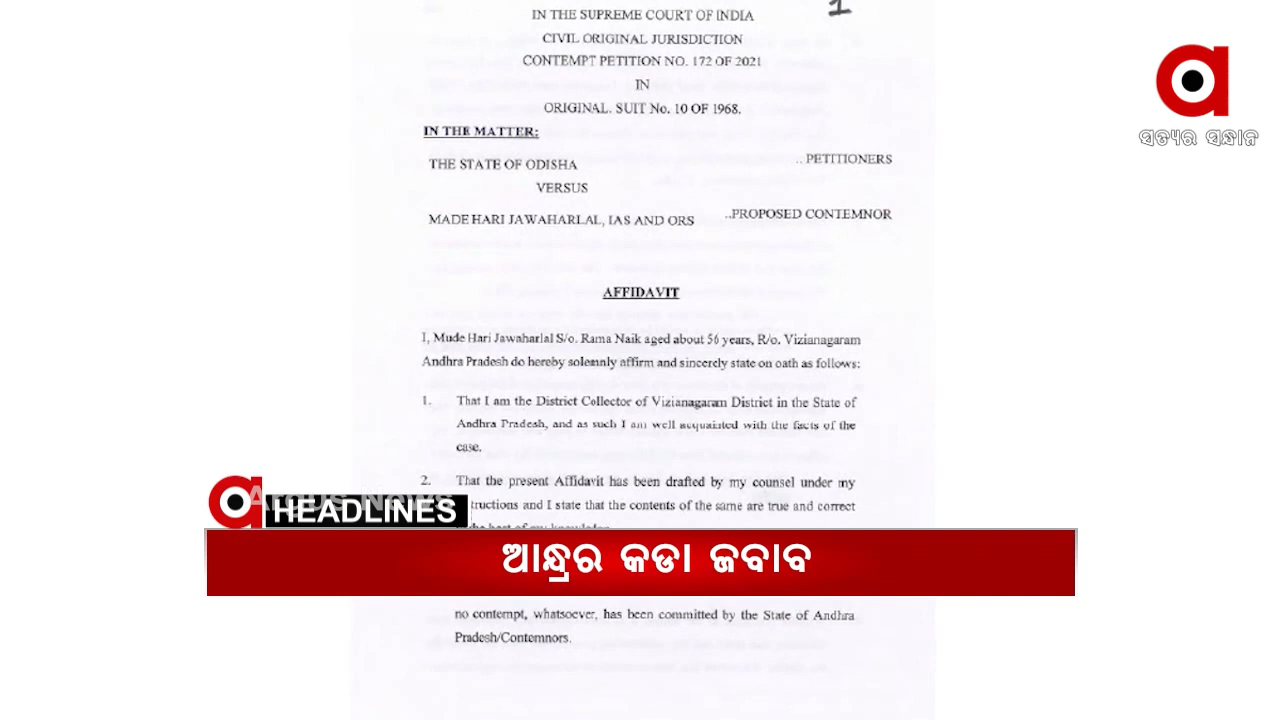 1
IN THE SUPREME COURT OF INDIA
CIVIL ORIGINAL JURISDICTION
CONTEMPT PETITION NO. 172 OF 2021
IN
ORIGINAL. SUIT No. 10 OF 1968.
IN THE MATTER:
THE STATE OF ODISHA .. PETITIONERS
VERSUS
MADE HARI JAWAHARLAL, IAS AND ORS ..PROPOSED CONTEMNOR
AFFIDAVIT
I, Mude Hari Jawaharlal S/o. Rama Naik aged about 56 years, R/o. Vizianagaram
Andhra Pradesh do hereby solemnly affirm and sincerely state on oath as follows:
1. That I am the District Collector of Vizianagaram District in the State of
Andhra Pradesh, and as such I am well acquainted with the facts of the
case.
2. That the present Affidavit has been drafted by my counsel under my
tructions and I state that the contents of the same are true and correct
best of my knowledge
no contempt, whatsoever, has been committed by the State of Andhra
Pradesh/Contemnors.
ସତ୍ୟର ସନ୍ଧାନ
Argus News
HEADLINES
ଆନ୍ଧ୍ରର କଡା ଜବାବ